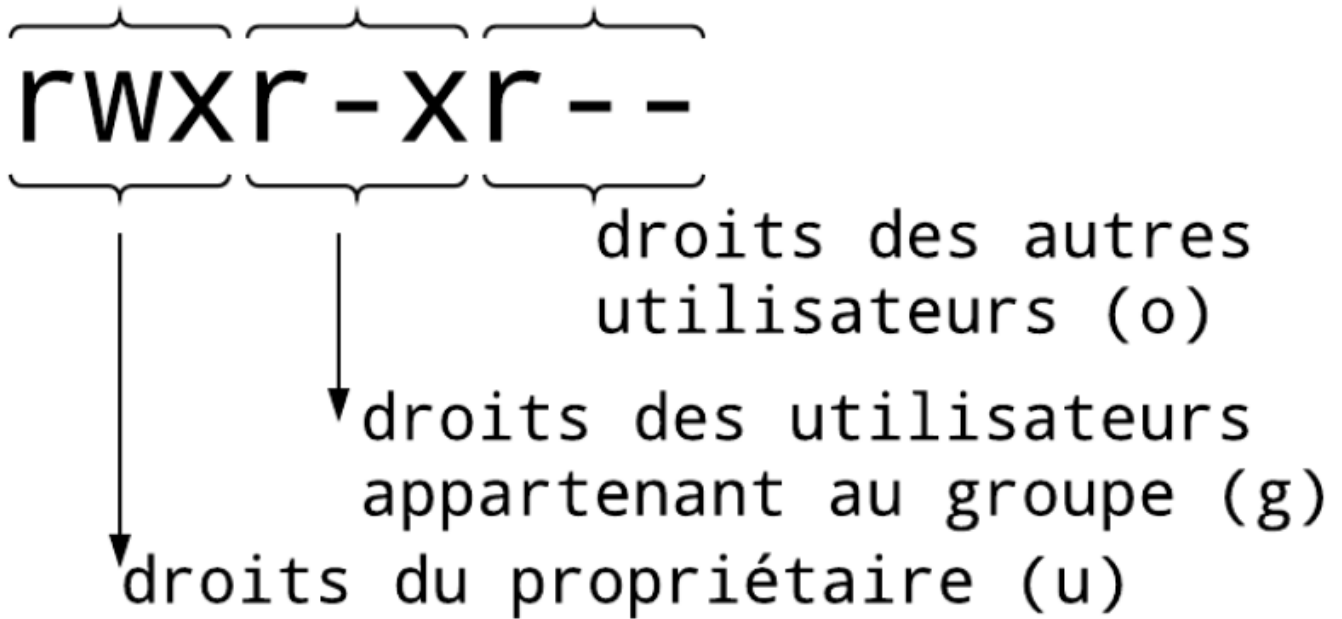 rwxr-xr--
droits des autres
utilisateurs (o)
droits des utilisateurs
appartenant au groupe (g)
droits du propriétaire (u)